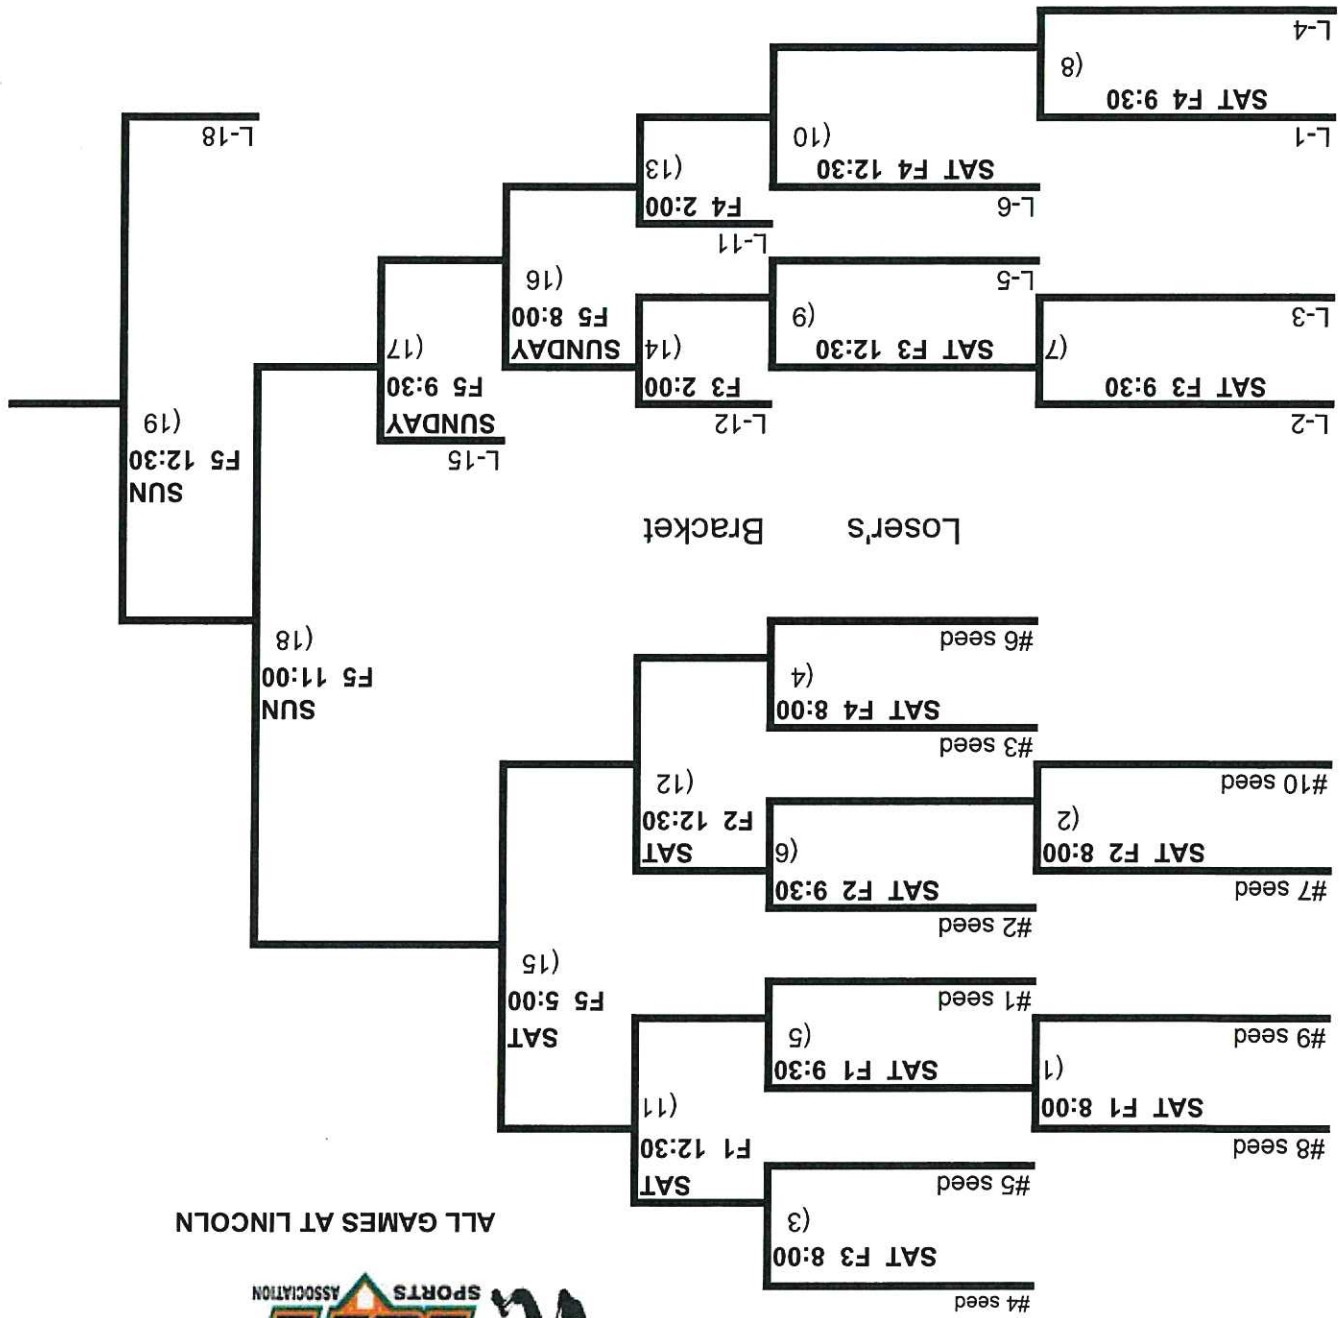 #4 seed
SPORTS ASSOCIATION
SAT F3 8:00
(3
ALL GAMES AT LINCOLN
#5 seed
SAT
F1 12:30
(11
#8 seed
SAT F1 8:00
(1
SAT F1 9:30
(5
#9 seed
#1 seed
SAT
F5 5:00
(15
#2 seed
SAT F2 9:30
(6
#7 seed
SAT F2 8:00
(2
SAT
F2 12:30
(12
#10 seed
#3 seed
SAT F4 8:00
(4
SUN
F5 11:00
(18
#6 seed
Loser's Bracket
SUN
F5 12:30
(19
L-15
SUNDAY
F5 9:30
(17
L-2
SAT F3 9:30
(7
L-12
F3 2:00
(14
SAT F3 12:30
(9
SUNDAY
F5 8:00
(16
L-3
L-5
L-11
F4 2:00
(13
L-6
SAT F4 12:30
(10
L-1
SAT F4 9:30
(8
L-18
L-4